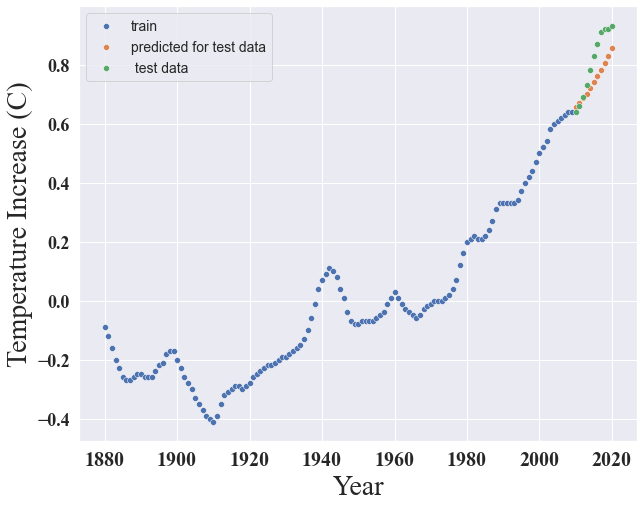 train
predicted for test data
test data
Temperature Increase (C)
0.8
0.6
0.4
0.2
0.0
−0.2
−0.4
1880 1900 1920 1940 1960 1980 2000 2020
Year